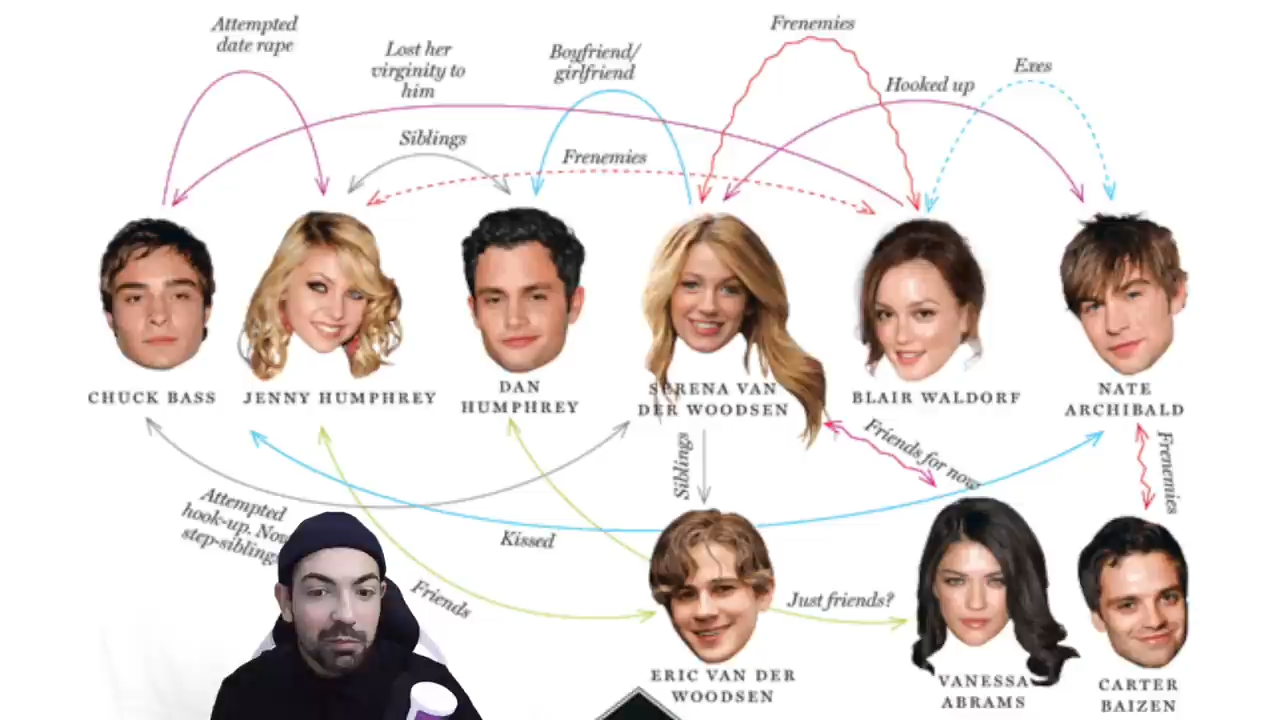 Attempted
date rape
Lost her
virginity to
him
Boyfriend/
girlfriend
Frenemies
Hooked up
Exes
Siblings
Frenemies
CHUCK BASS
JENNY HUMPHREY
DAN
HUMPHREY
SERENA VAN
DER WOODSEN
BLAIR WALDORF
NATE
ARCHIBALD
Siblings
Friends for now
Frenemies
Attempted
hook-up. Now
step-siblings
Kissed
Friends
Just friends?
ERIC VAN DER
WOODSEN
VANESSA
ABRAMS
CARTER
BAIZEN